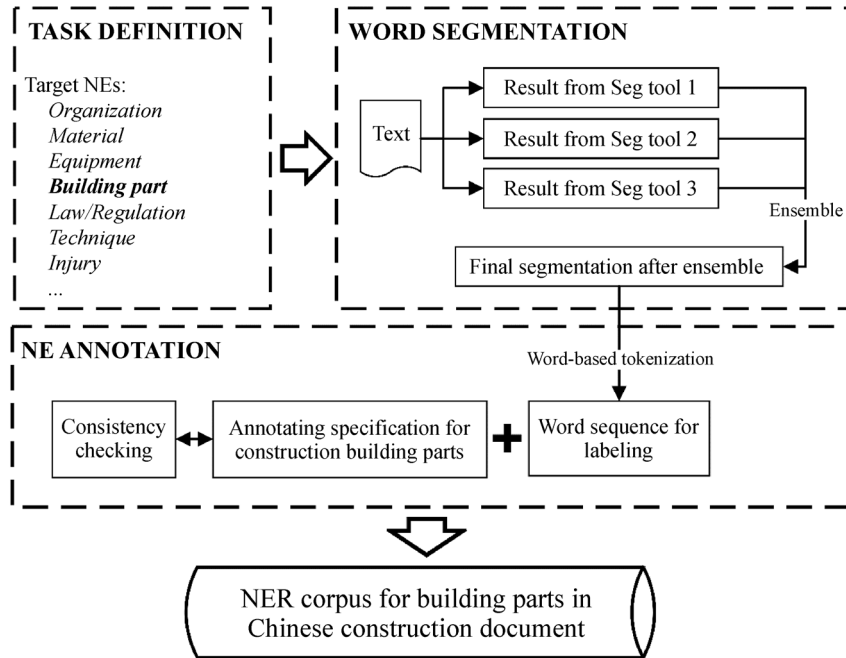 TASK DEFINITION
Target NEs:
Organization
Material
Equipment
Building part
Law/Regulation
Technique
Injury
...
WORD SEGMENTATION
Text
Result from Seg tool 1
Result from Seg tool 2
Result from Seg tool 3
Ensemble
Final segmentation after ensemble
NE ANNOTATION
Word-based tokenization
Consistency
checking
Annotating specification for
construction building parts
+
Word sequence for
labeling
NER corpus for building parts in
Chinese construction document